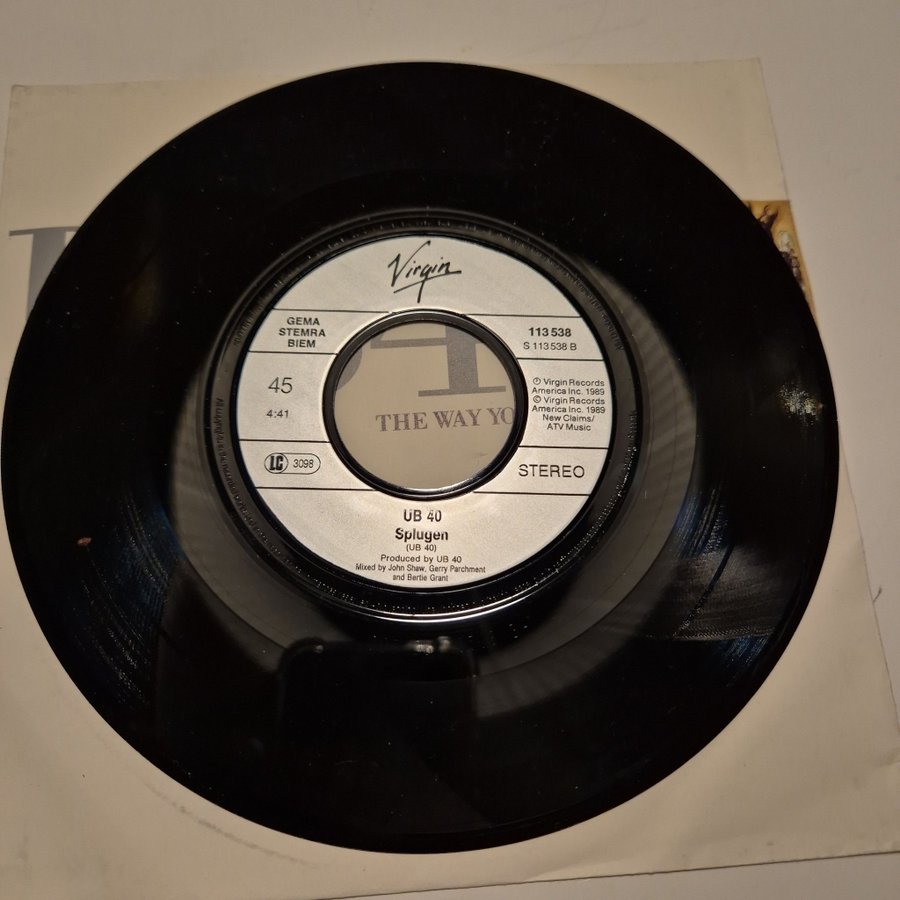 Virgin
GEMA
STEMRA
BIEM
113 538
S 113 538 B
45
4:41
℗ Virgin Records
America Inc. 1989
© Virgin Records
America Inc. 1989
New Claims/
ATV Music
THE WAY YO
LC 3098
STEREO
UB 40
Splugen
(UB 40)
Produced by UB 40
Mixed by John Shaw, Gerry Parchment
and Bertie Grant